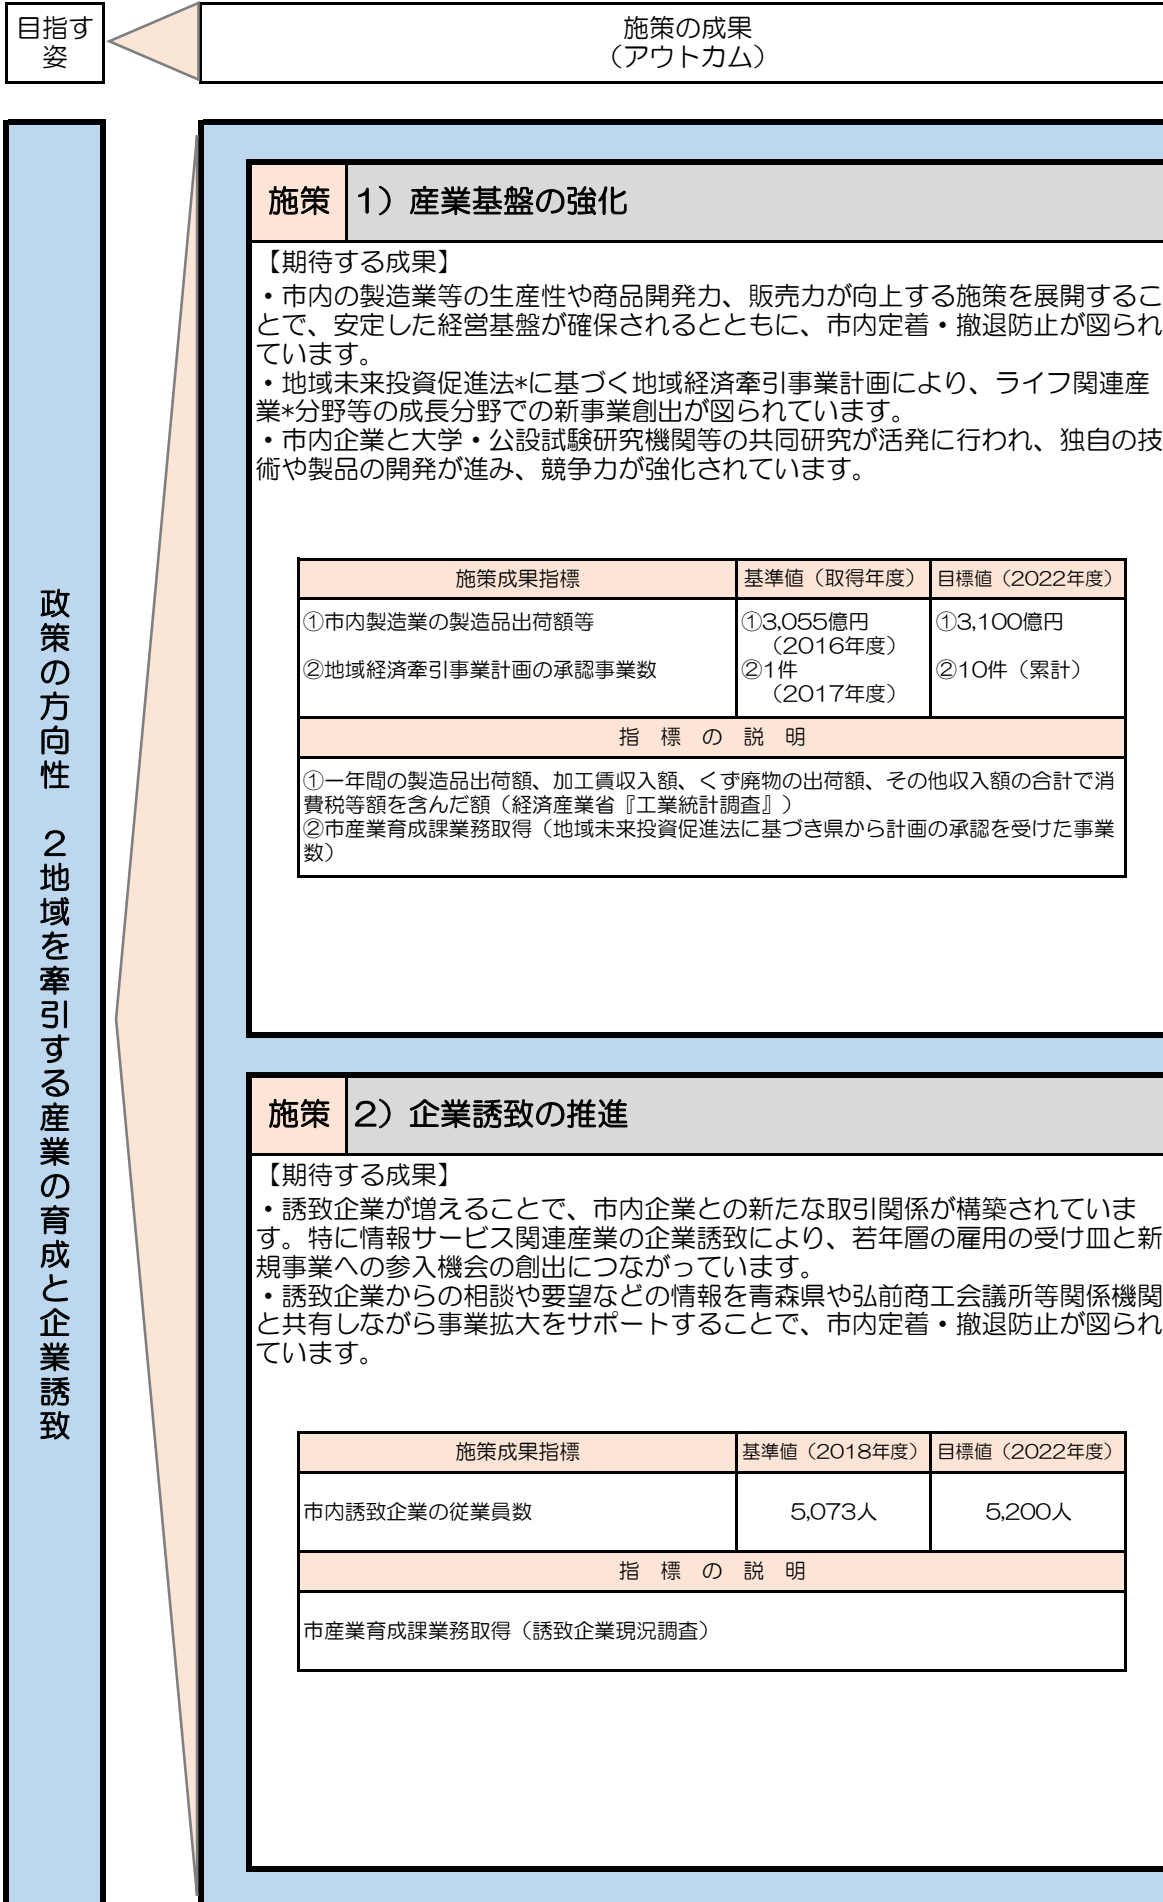 目指す
姿
施策の成果
（アウトカム）
政策の方向性　２地域を牽引する産業の育成と企業誘致
施策
1）産業基盤の強化
【期待する成果】
・市内の製造業等の生産性や商品開発力、販売力が向上する施策を展開するこ
とで、安定した経営基盤が確保されるとともに、市内定着・撤退防止が図られ
ています。
・地域未来投資促進法*に基づく地域経済牽引事業計画により、ライフ関連産
業*分野等の成長分野での新事業創出が図られています。
・市内企業と大学・公設試験研究機関等の共同研究が活発に行われ、独自の技
術や製品の開発が進み、競争力が強化されています。
施策成果指標
基準値（取得年度）
目標値（2022年度）
①市内製造業の製造品出荷額等
①3,055億円
（2016年度）
①3,100億円
②地域経済牽引事業計画の承認事業数
②1件
（2017年度）
②10件（累計）
指　標　の　説　明
①一年間の製造品出荷額、加工賃収入額、くず廃物の出荷額、その他収入額の合計で消
費税等額を含んだ額（経済産業省『工業統計調査』）
②市産業育成課業務取得（地域未来投資促進法に基づき県から計画の承認を受けた事業
数）
施策
2）企業誘致の推進
【期待する成果】
・誘致企業が増えることで、市内企業との新たな取引関係が構築されていま
す。特に情報サービス関連産業の企業誘致により、若年層の雇用の受け皿と新
規事業への参入機会の創出につながっています。
・誘致企業からの相談や要望などの情報を青森県や弘前商工会議所等関係機関
と共有しながら事業拡大をサポートすることで、市内定着・撤退防止が図られ
ています。
施策成果指標
基準値（2018年度）
目標値（2022年度）
市内誘致企業の従業員数
5,073人
5,200人
指　標　の　説　明
市産業育成課業務取得（誘致企業現況調査）